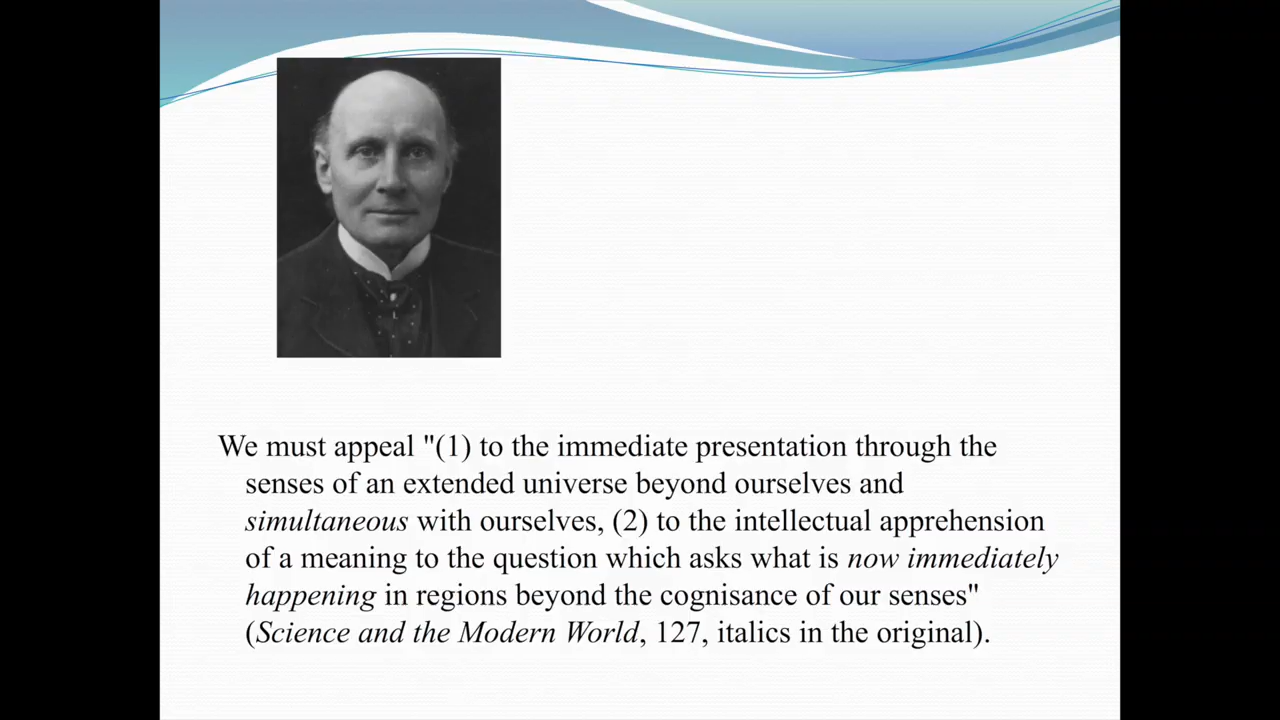 We must appeal "(1) to the immediate presentation through the
senses of an extended universe beyond ourselves and
simultaneous with ourselves, (2) to the intellectual apprehension
of a meaning to the question which asks what is now immediately
happening in regions beyond the cognisance of our senses"
(Science and the Modern World, 127, italics in the original).